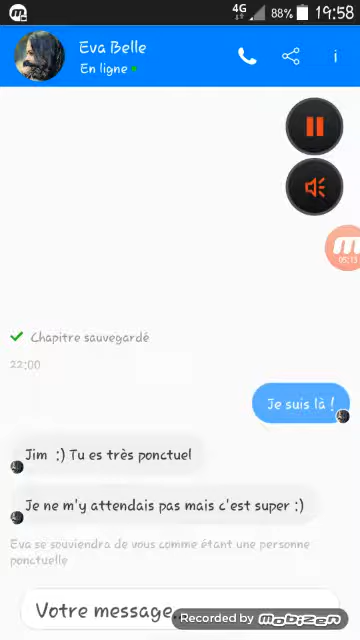 4G 88% 19:58
Eva Belle
En ligne
i
05:13
Chapitre sauvegardé
22:00
Je suis là !
Jim :) Tu es très ponctuel
Je ne m'y attendais pas mais c'est super :)
Eva se souviendra de vous comme étant une personne
ponctuelle
Votre message...
Recorded by MOBIZEN